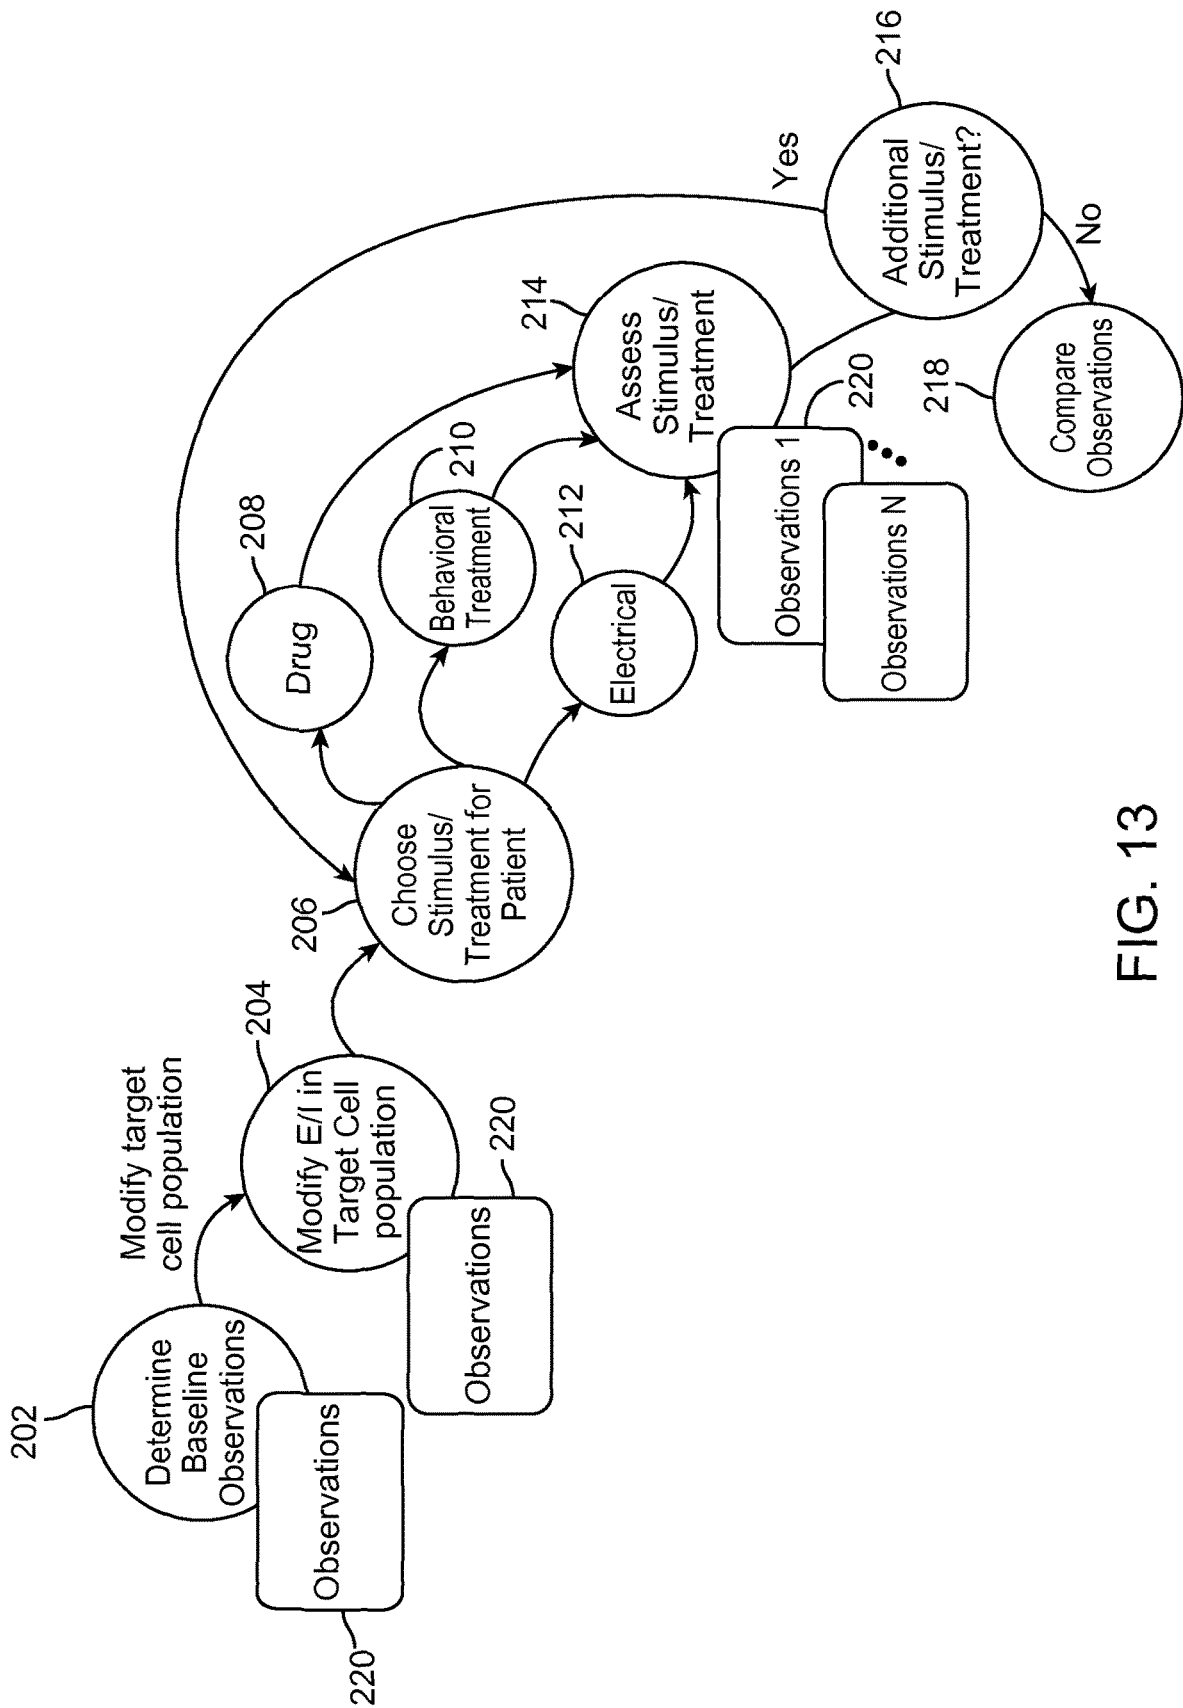 202
Determine
Baseline
Observations
Observations
220
Modify target
cell population
204
Modify E/I in
Target Cell
population
Observations
220
206
Choose
Stimulus/
Treatment for
Patient
208
Drug
210
Behavioral
Treatment
212
Electrical
214
Assess
Stimulus/
Treatment
Observations 1
220
Observations N
Yes
216
Additional
Stimulus/
Treatment?
No
218
Compare
Observations
FIG. 13